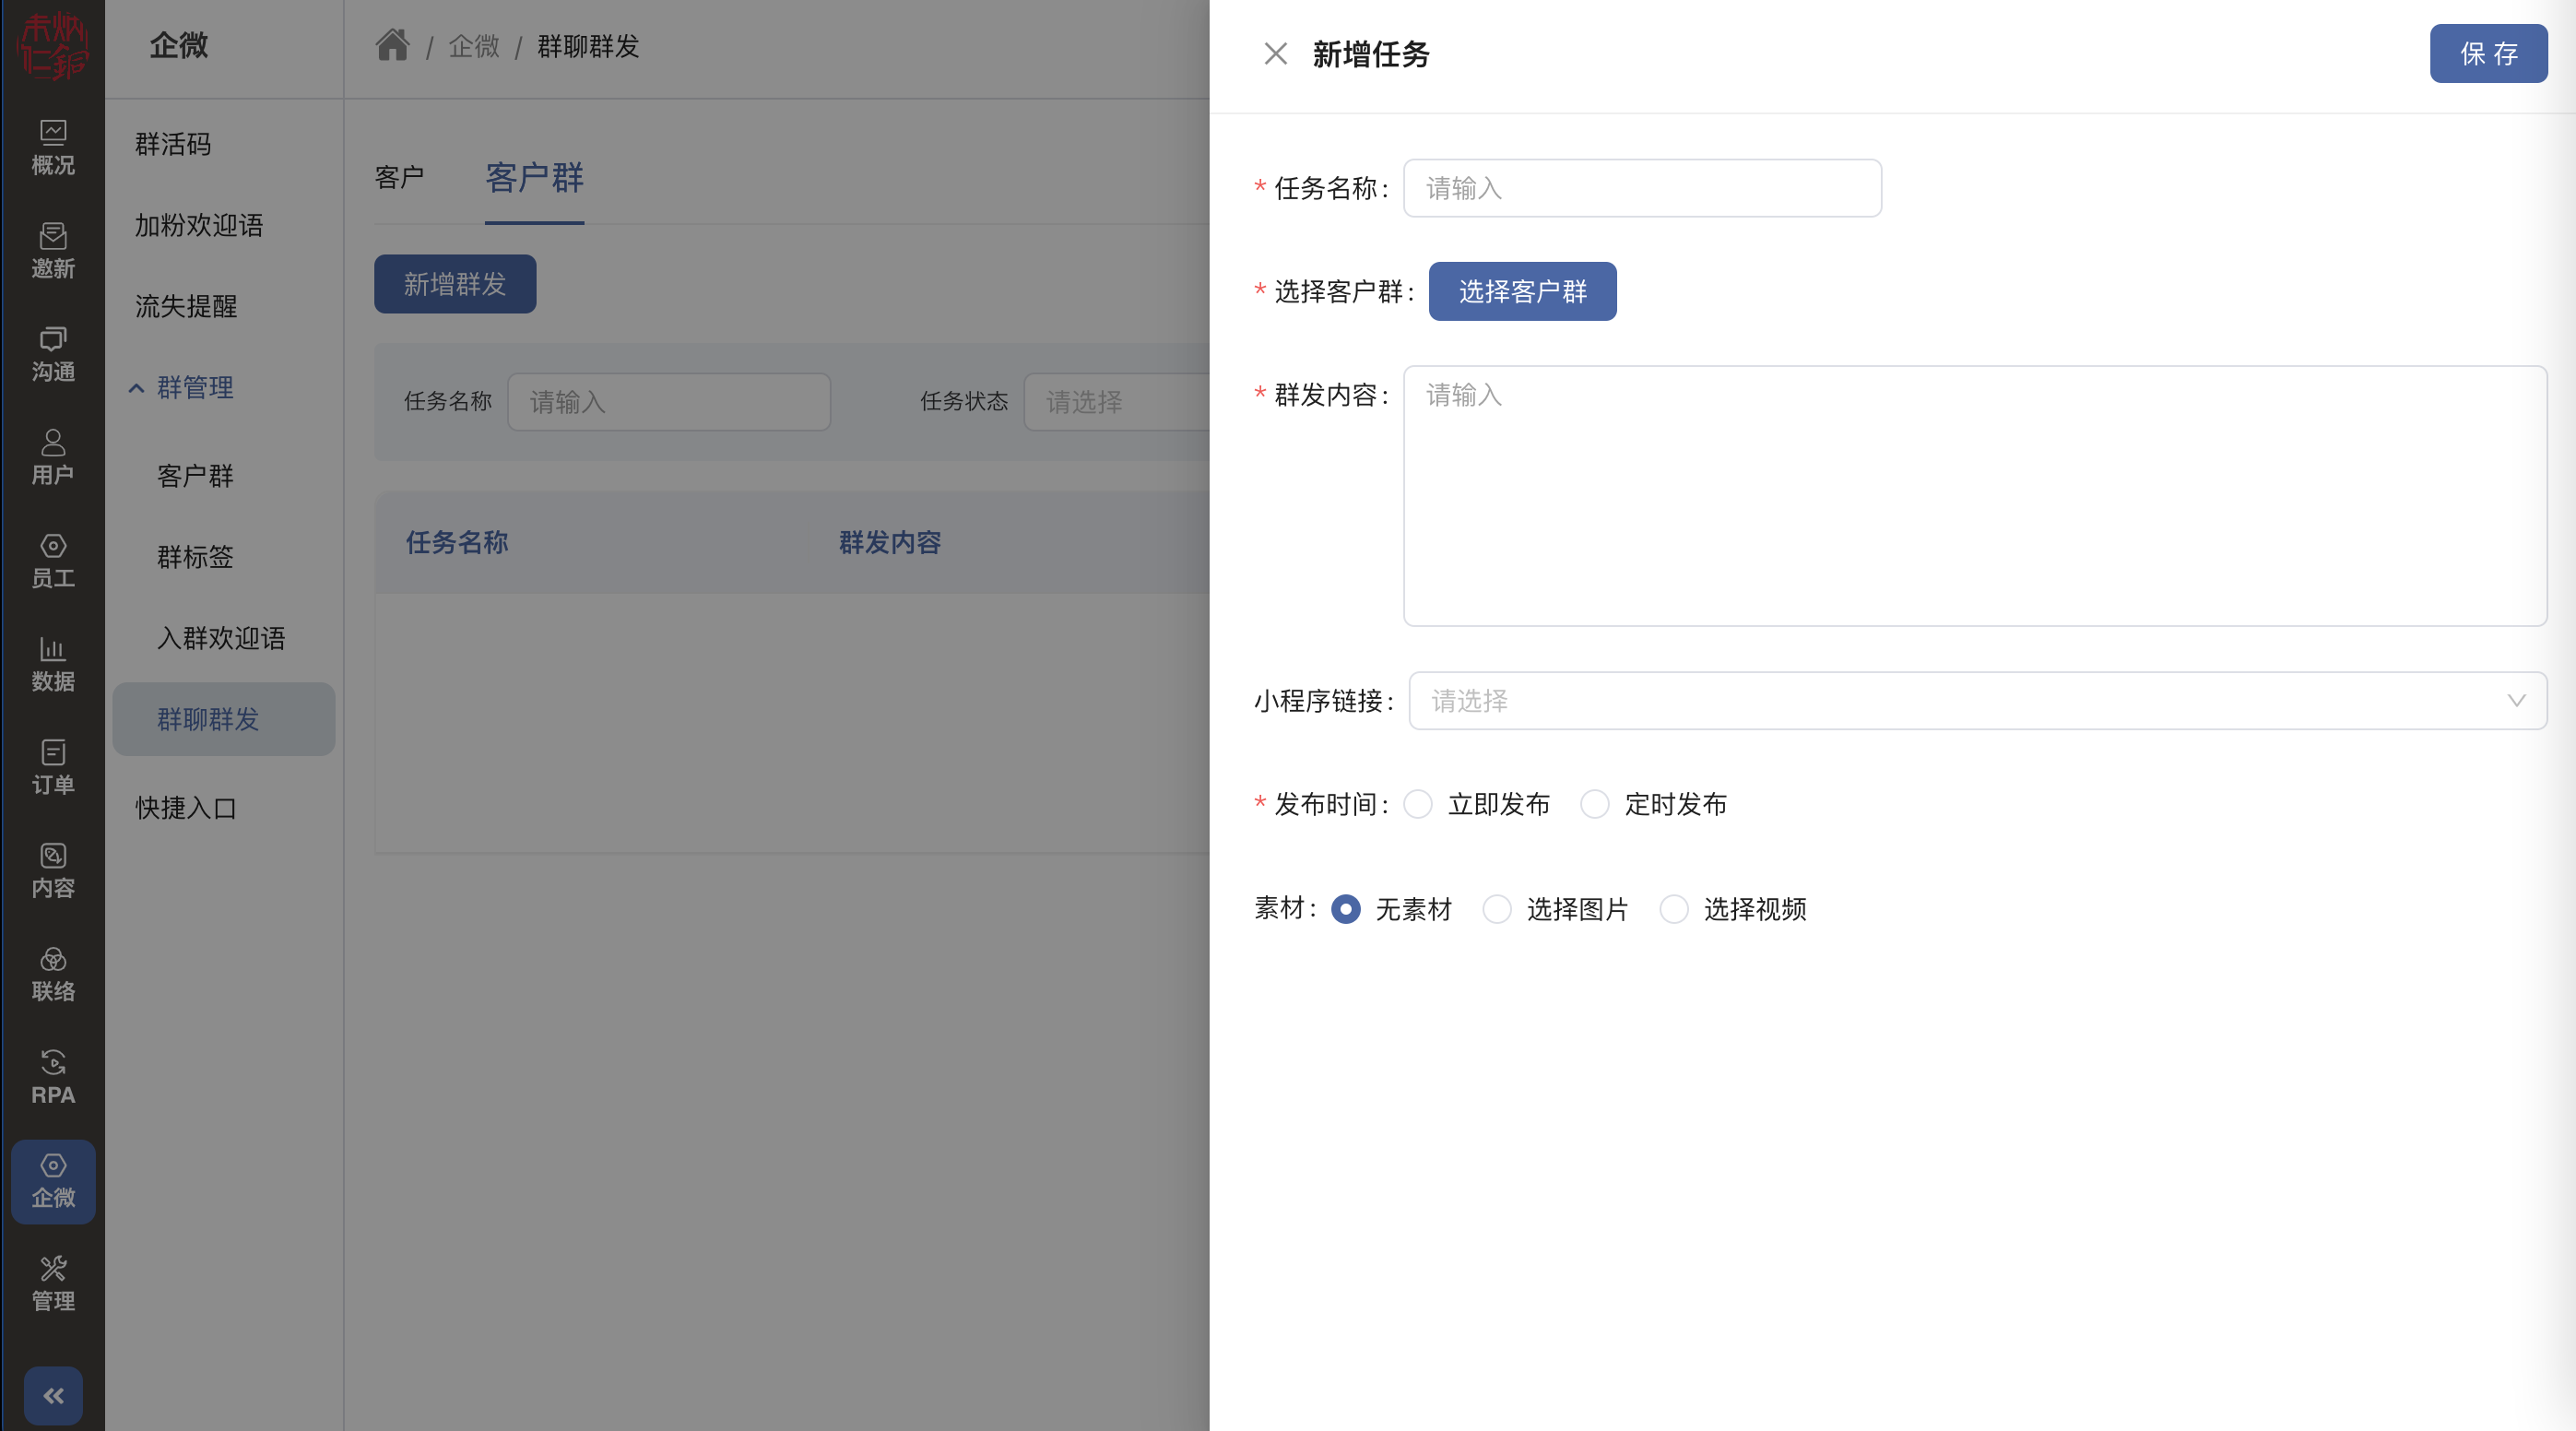 未炳
仁銅
概况
邀新
沟通
用户
员工
数据
订单
内容
联络
RPA
企微
管理
企微
群活码
加粉欢迎语
流失提醒
群管理
客户群
群标签
入群欢迎语
群聊群发
快捷入口
/ 企微 / 群聊群发
客户 客户群
新增群发
任务名称 请输入 任务状态 请选择
任务名称 群发内容
新增任务 保 存
* 任务名称: 请输入
* 选择客户群: 选择客户群
* 群发内容: 请输入
小程序链接: 请选择
* 发布时间: 立即发布 定时发布
素材: 无素材 选择图片 选择视频